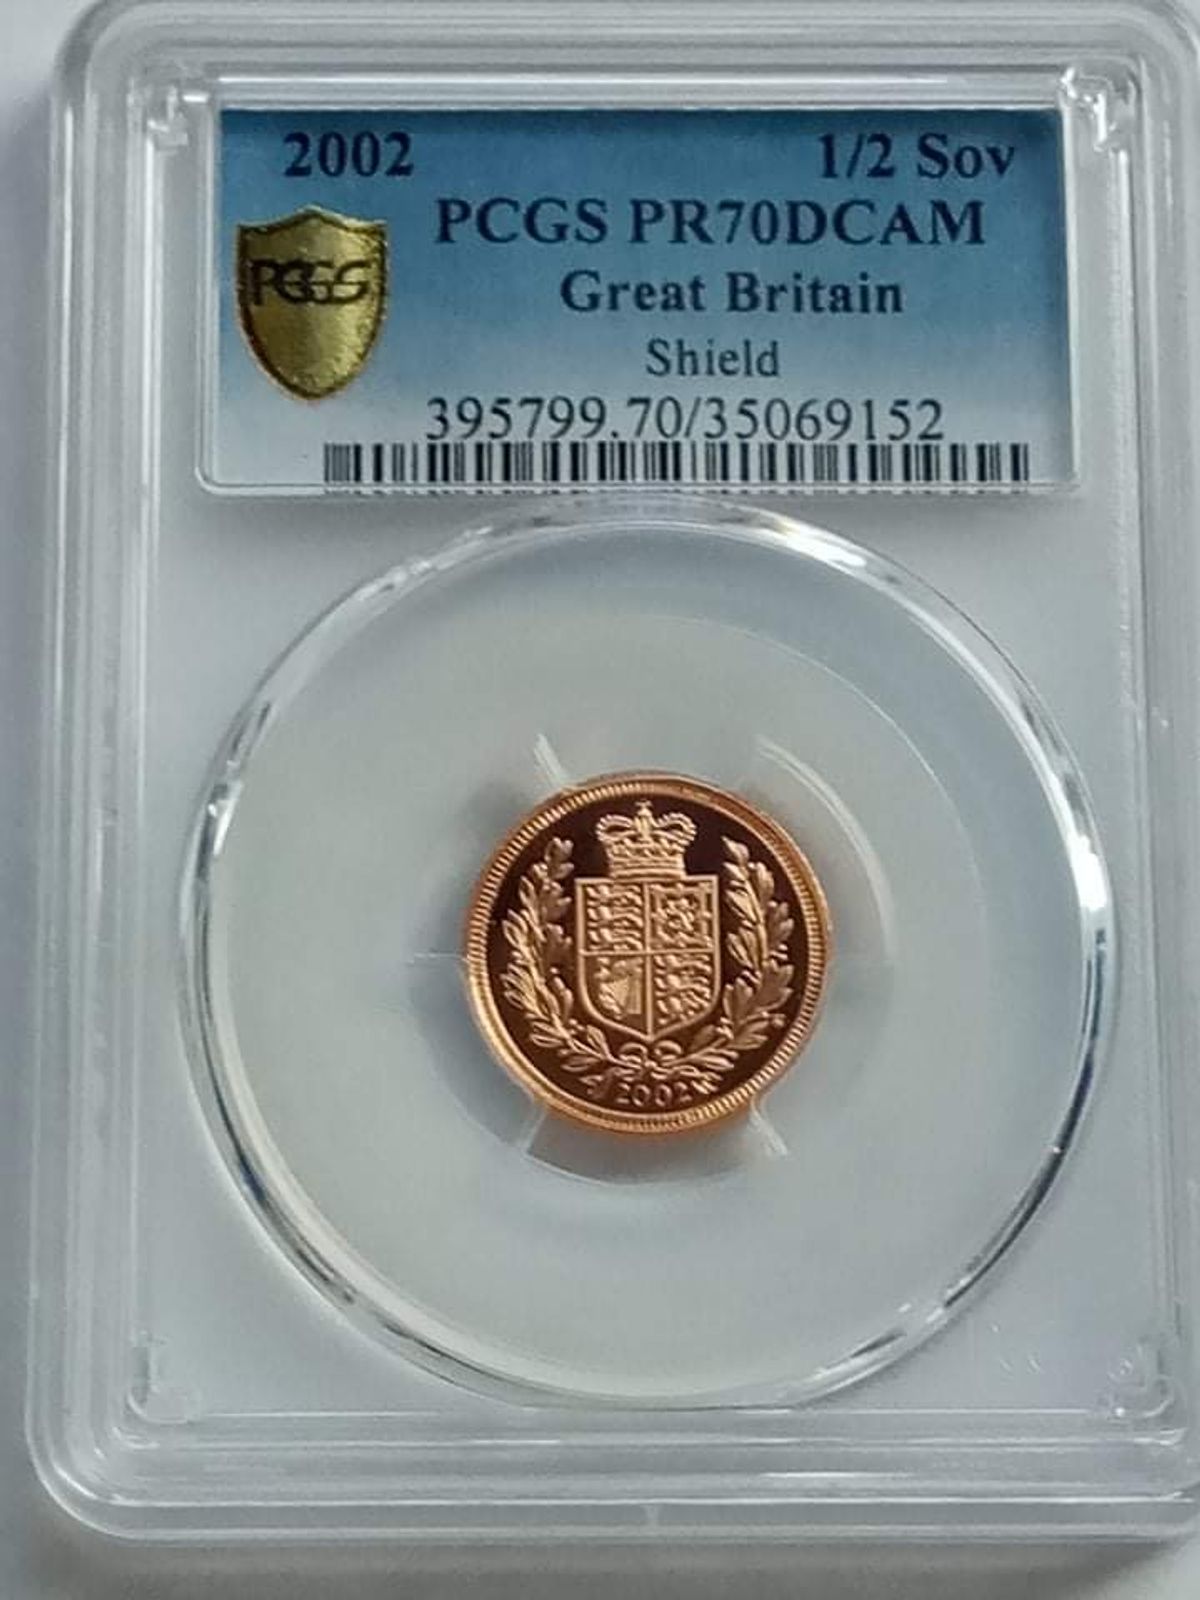 2002 1/2 Sov
PCGS PR70DCAM
PCGS
Great Britain
Shield
395799.70/35069152
2002